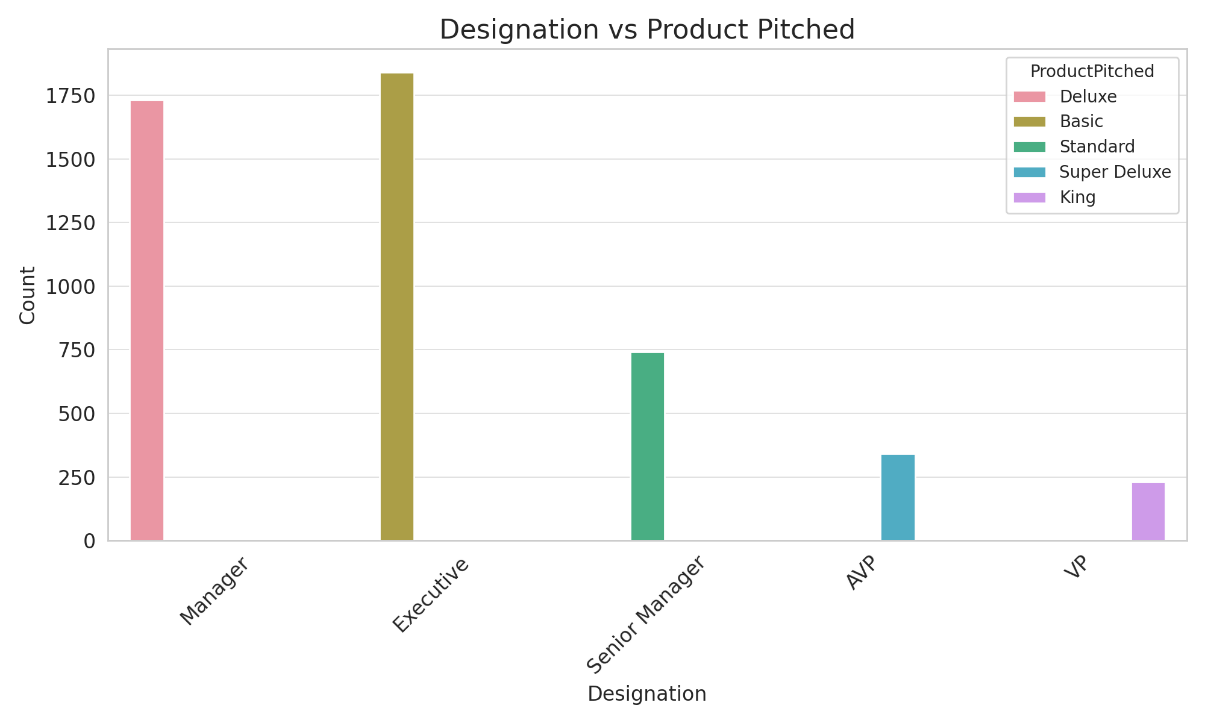 Designation vs Product Pitched
ProductPitched
Deluxe
Basic
Standard
Super Deluxe
King
Count
1750
1500
1250
1000
750
500
250
0
Manager
Executive
Senior Manager
AVP
VP
Designation